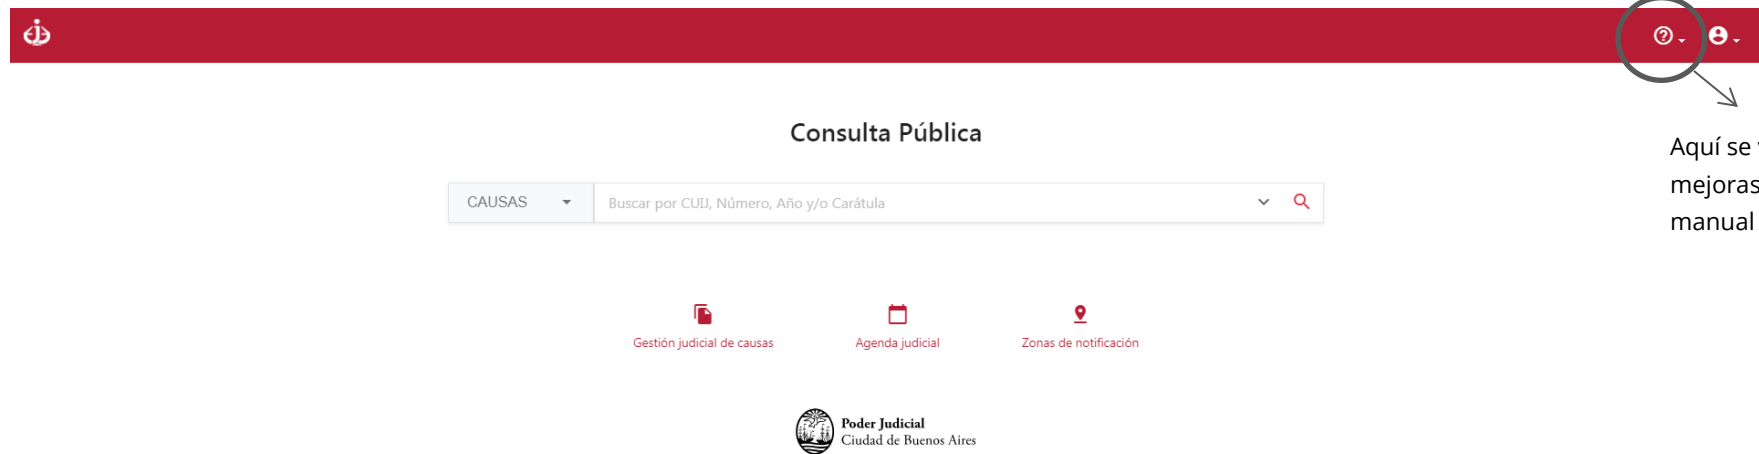 Consulta Pública
Aquí se
mejoras
manual
CAUSAS
Buscar por CUIJ, Número, Año y/o Carátula
Gestión judicial de causas
Agenda judicial
Zonas de notificación
Poder Judicial
Ciudad de Buenos Aires